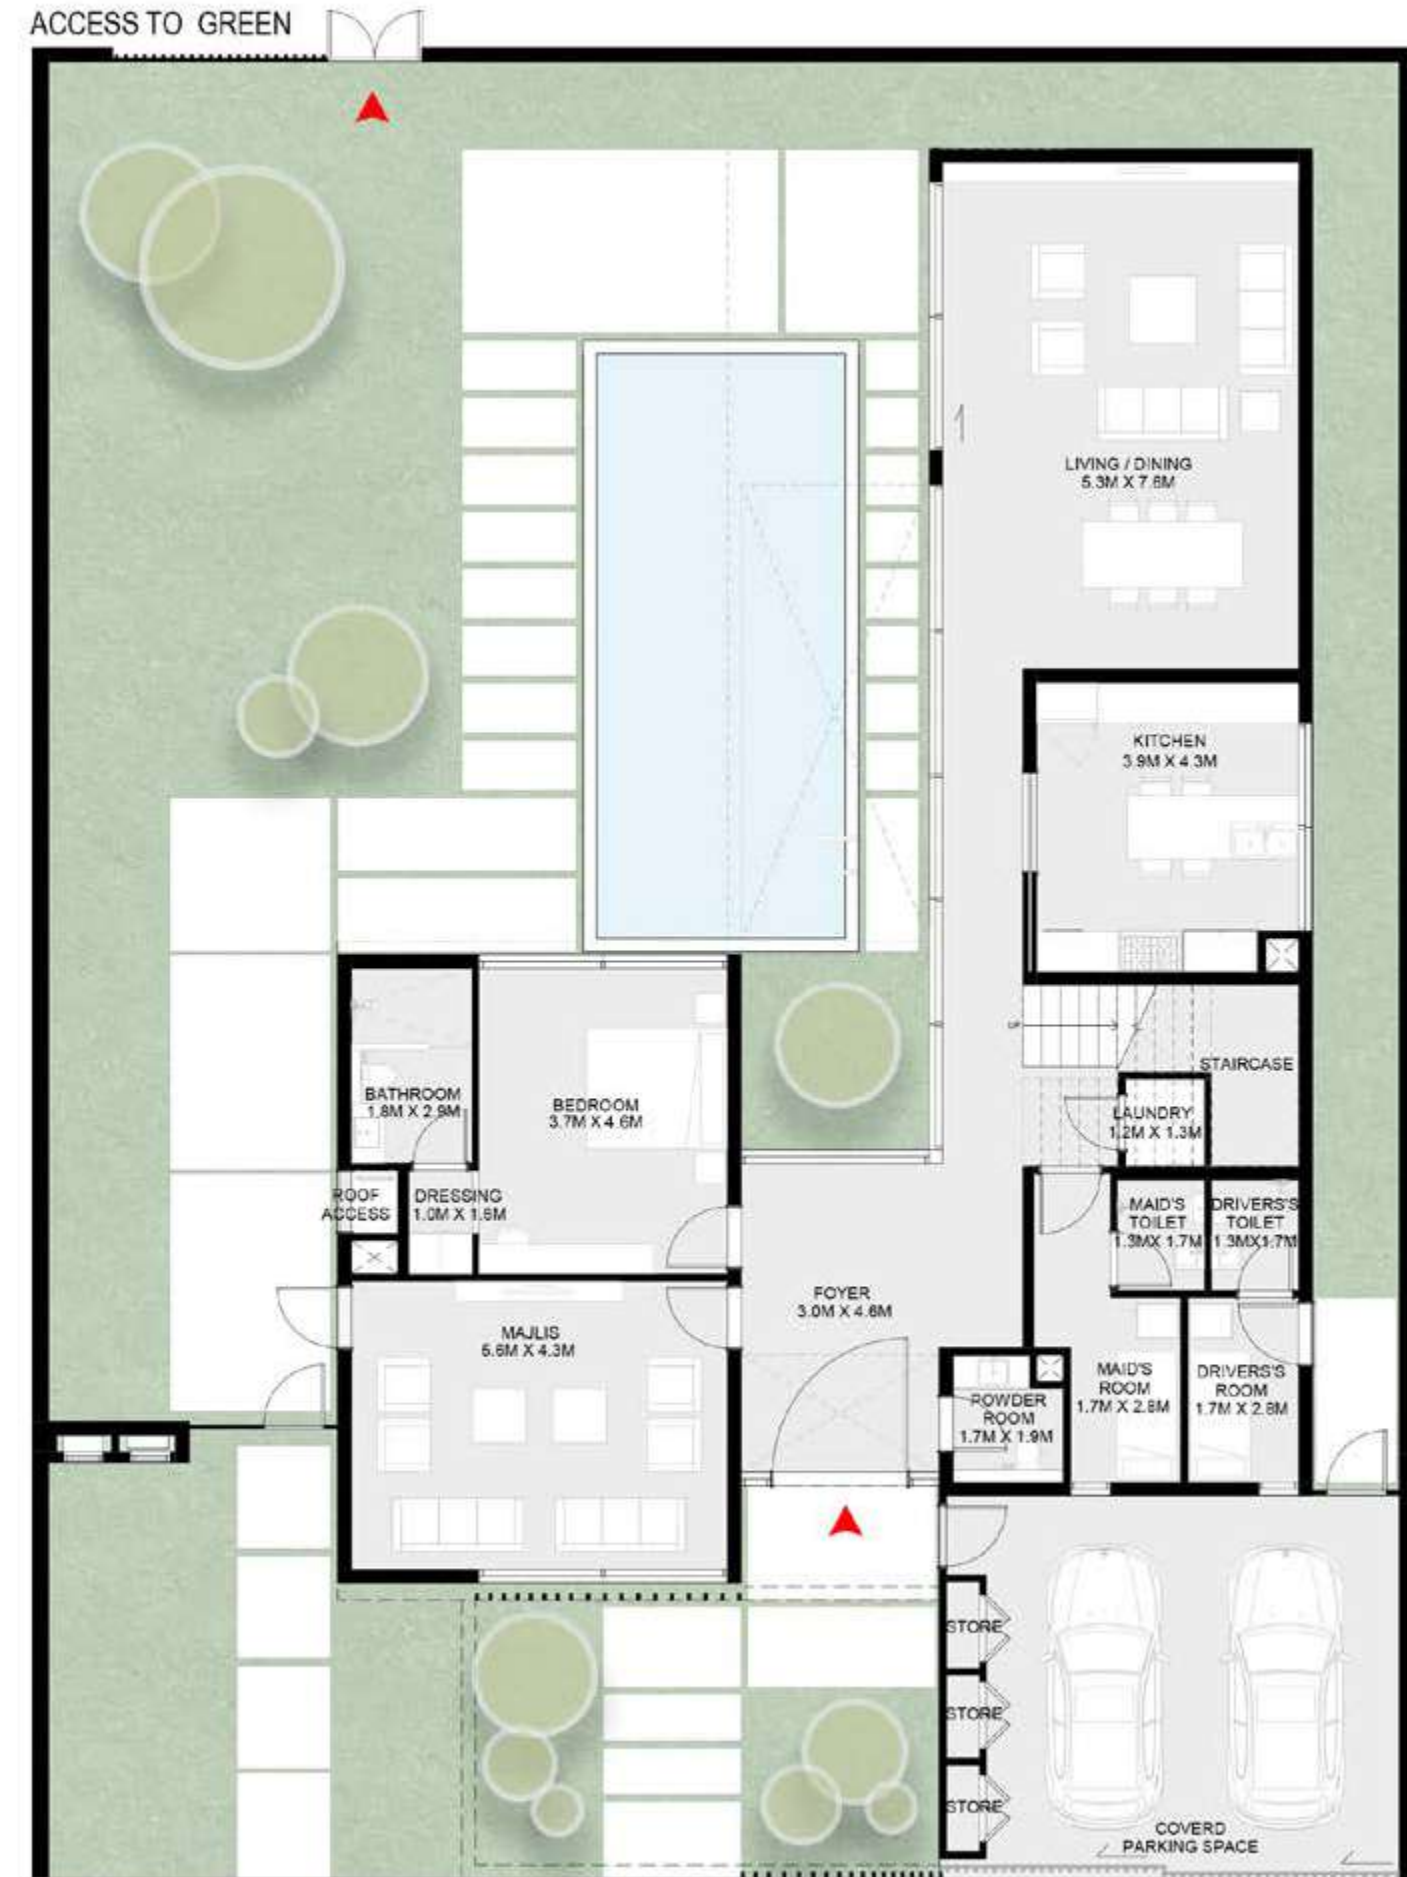 ACCESS TO GREEN
LIVING / DINING
5.3M X 7.6M
KITCHEN
3.9M X 4.3M
STAIRCASE
BATHROOM
1.8M X 2.9M
BEDROOM
3.7M X 4.6M
LAUNDRY
1.2M X 1.3M
ROOF
ACCESS
DRESSING
1.0M X 1.6M
MAID'S
TOILET
1.3MX 1.7M
DRIVERS'S
TOILET
1.3MX1.7M
FOYER
3.0M X 4.6M
MAJLIS
5.6M X 4.3M
POWDER
ROOM
1.7M X 1.9M
MAID'S
ROOM
1.7M X 2.8M
DRIVERS'S
ROOM
1.7M X 2.8M
STORE
STORE
STORE
COVERD
PARKING SPACE